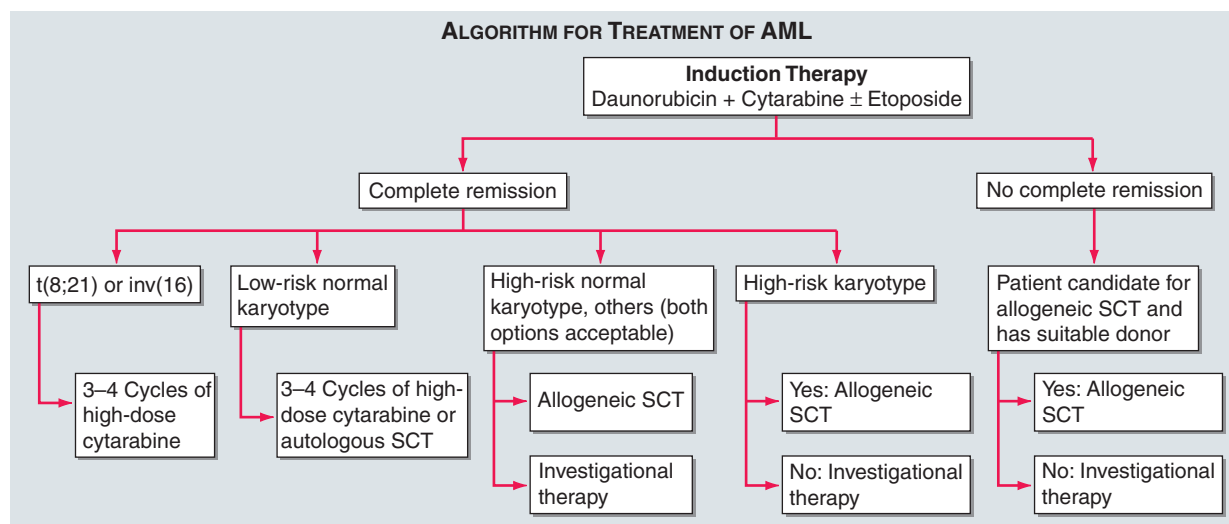 ALGORITHM FOR TREATMENT OF AML
Induction Therapy
Daunorubicin + Cytarabine ± Etoposide
Complete remission
No complete remission
t(8;21) or inv(16)
Low-risk normal
karyotype
High-risk normal
karyotype, others (both
options acceptable)
High-risk karyotype
Patient candidate for
allogeneic SCT and
has suitable donor
3–4 Cycles of
high-dose
cytarabine
3–4 Cycles of high-
dose cytarabine or
autologous SCT
Allogeneic SCT
Yes: Allogeneic
SCT
Yes: Allogeneic
SCT
Investigational
therapy
No: Investigational
therapy
No: Investigational
therapy